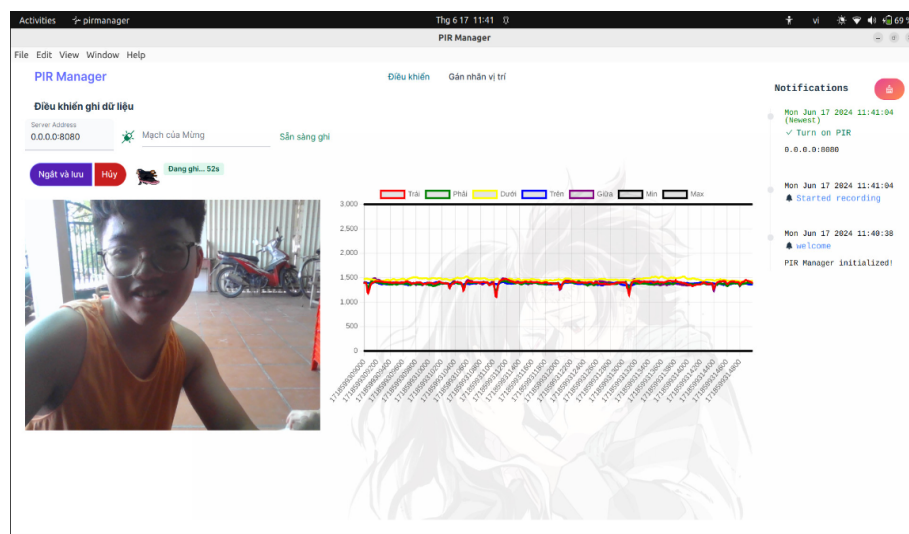 Activities pirmanager Thg 6 17 11:41 vi 69 %
PIR Manager
File Edit View Window Help
PIR Manager Điều khiển Gán nhãn vị trí
Điều khiển ghi dữ liệu
Server Address
0.0.0.0:8080
Mạch của Mừng
Sẵn sàng ghi
Ngắt và lưu
Hủy
Đang ghi... 52s
Trái Phải Dưới Trên Giữa Min Max
3,000
2,500
2,000
1,500
1,000
500
0
Notifications
Mon Jun 17 2024 11:41:04
(Newest)
✓ Turn on PIR
0.0.0.0:8080
Mon Jun 17 2024 11:41:04
Started recording
Mon Jun 17 2024 11:40:38
welcome
PIR Manager initialized!